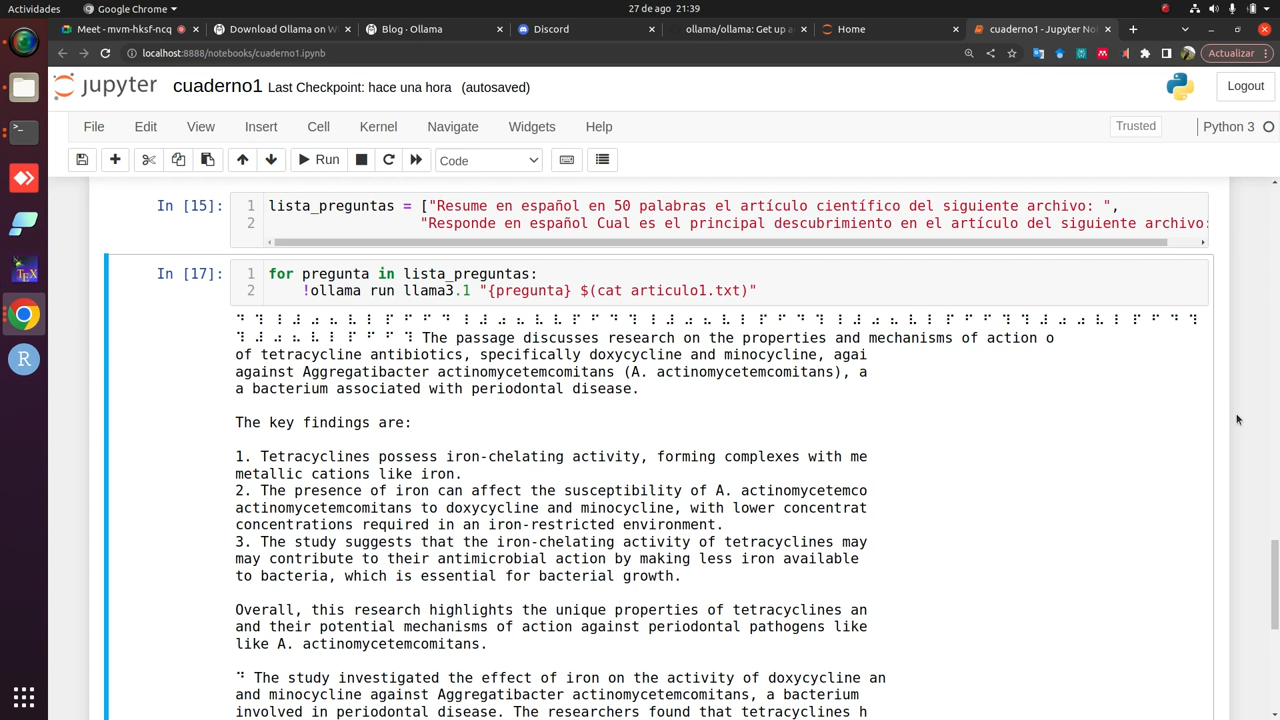 Actividades
Google Chrome
27 de ago 21:39
Meet - mvm-hksf-ncq
Download Ollama on W
Blog · Ollama
Discord
ollama/ollama: Get up a
Home
cuaderno1 - Jupyter No
localhost:8888/notebooks/cuaderno1.ipynb
Actualizar
jupyter cuaderno1 Last Checkpoint: hace una hora (autosaved)
Logout
File Edit View Insert Cell Kernel Navigate Widgets Help
Trusted
Python 3
Run
Code
In [15]: 1 lista_preguntas = ["Resume en español en 50 palabras el artículo científico del siguiente archivo: ",
2 "Responde en español Cual es el principal descubrimiento en el artículo del siguiente archivo:
In [17]: 1 for pregunta in lista_preguntas:
2 !ollama run llama3.1 "{pregunta} $(cat articulo1.txt)"
The passage discusses research on the properties and mechanisms of action o
of tetracycline antibiotics, specifically doxycycline and minocycline, agai
against Aggregatibacter actinomycetemcomitans (A. actinomycetemcomitans), a
a bacterium associated with periodontal disease.
The key findings are:
1. Tetracyclines possess iron-chelating activity, forming complexes with me
metallic cations like iron.
2. The presence of iron can affect the susceptibility of A. actinomycetemco
actinomycetemcomitans to doxycycline and minocycline, with lower concentrat
concentrations required in an iron-restricted environment.
3. The study suggests that the iron-chelating activity of tetracyclines may
may contribute to their antimicrobial action by making less iron available
to bacteria, which is essential for bacterial growth.
Overall, this research highlights the unique properties of tetracyclines an
and their potential mechanisms of action against periodontal pathogens like
like A. actinomycetemcomitans.
The study investigated the effect of iron on the activity of doxycycline an
and minocycline against Aggregatibacter actinomycetemcomitans, a bacterium
involved in periodontal disease. The researchers found that tetracyclines h